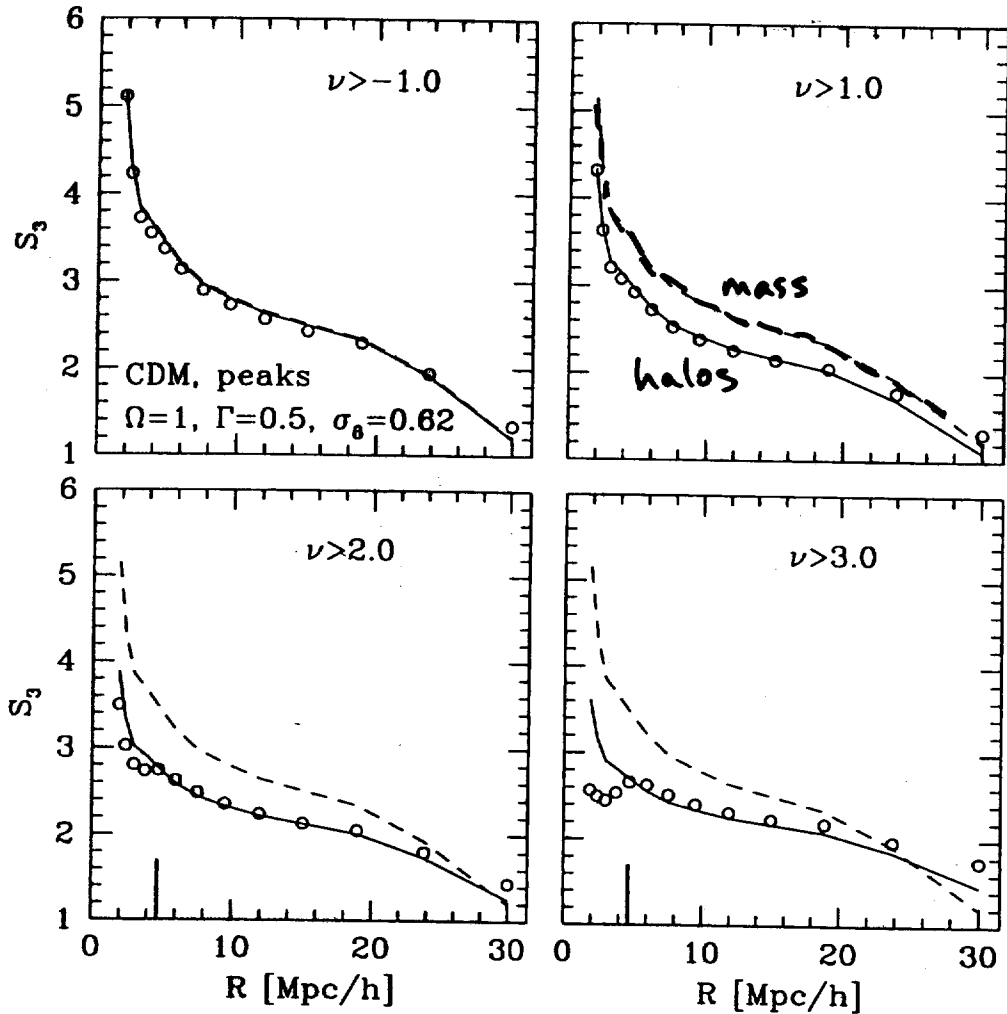 6
5
4
3
2
1
S₃
ν>−1.0
CDM, peaks
Ω=1, Γ=0.5, σ₈=0.62
ν>1.0
mass
halos
6
5
4
3
2
1
S₃
ν>2.0
0 10 20 30
R [Mpc/h]
ν>3.0
0 10 20 30
R [Mpc/h]